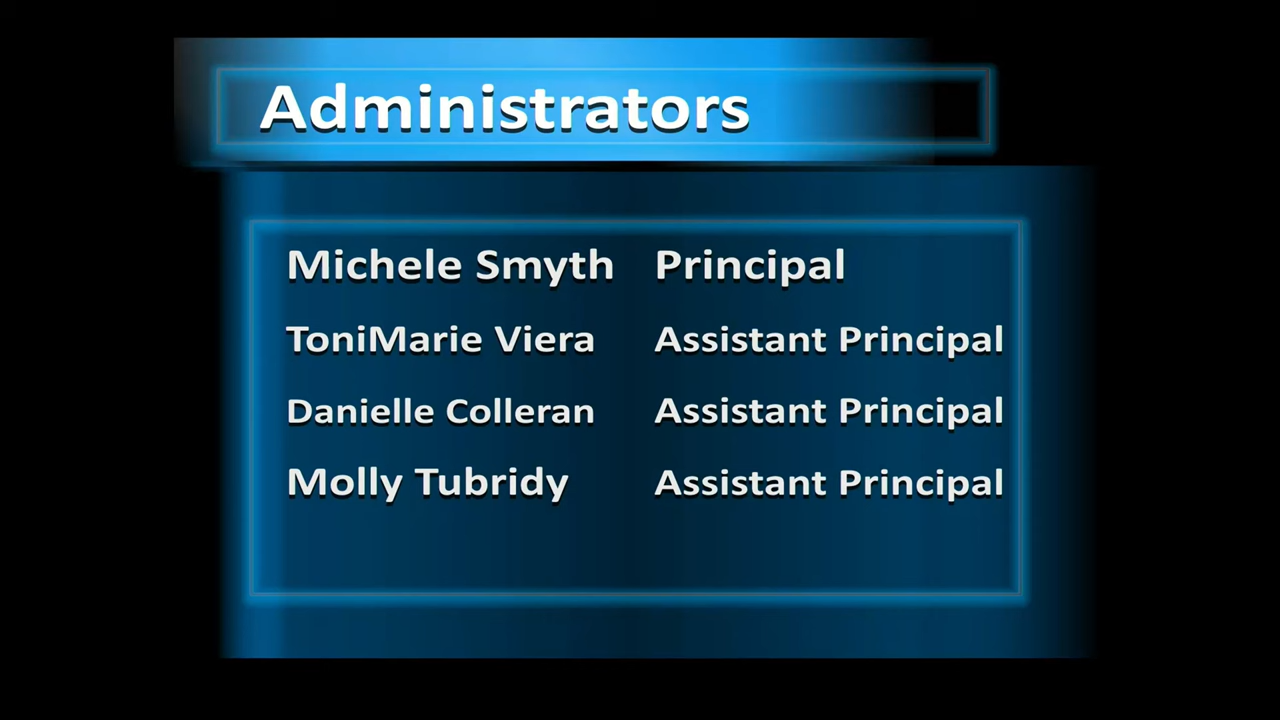 Administrators
Michele Smyth Principal
ToniMarie Viera Assistant Principal
Danielle Colleran Assistant Principal
Molly Tubridy Assistant Principal